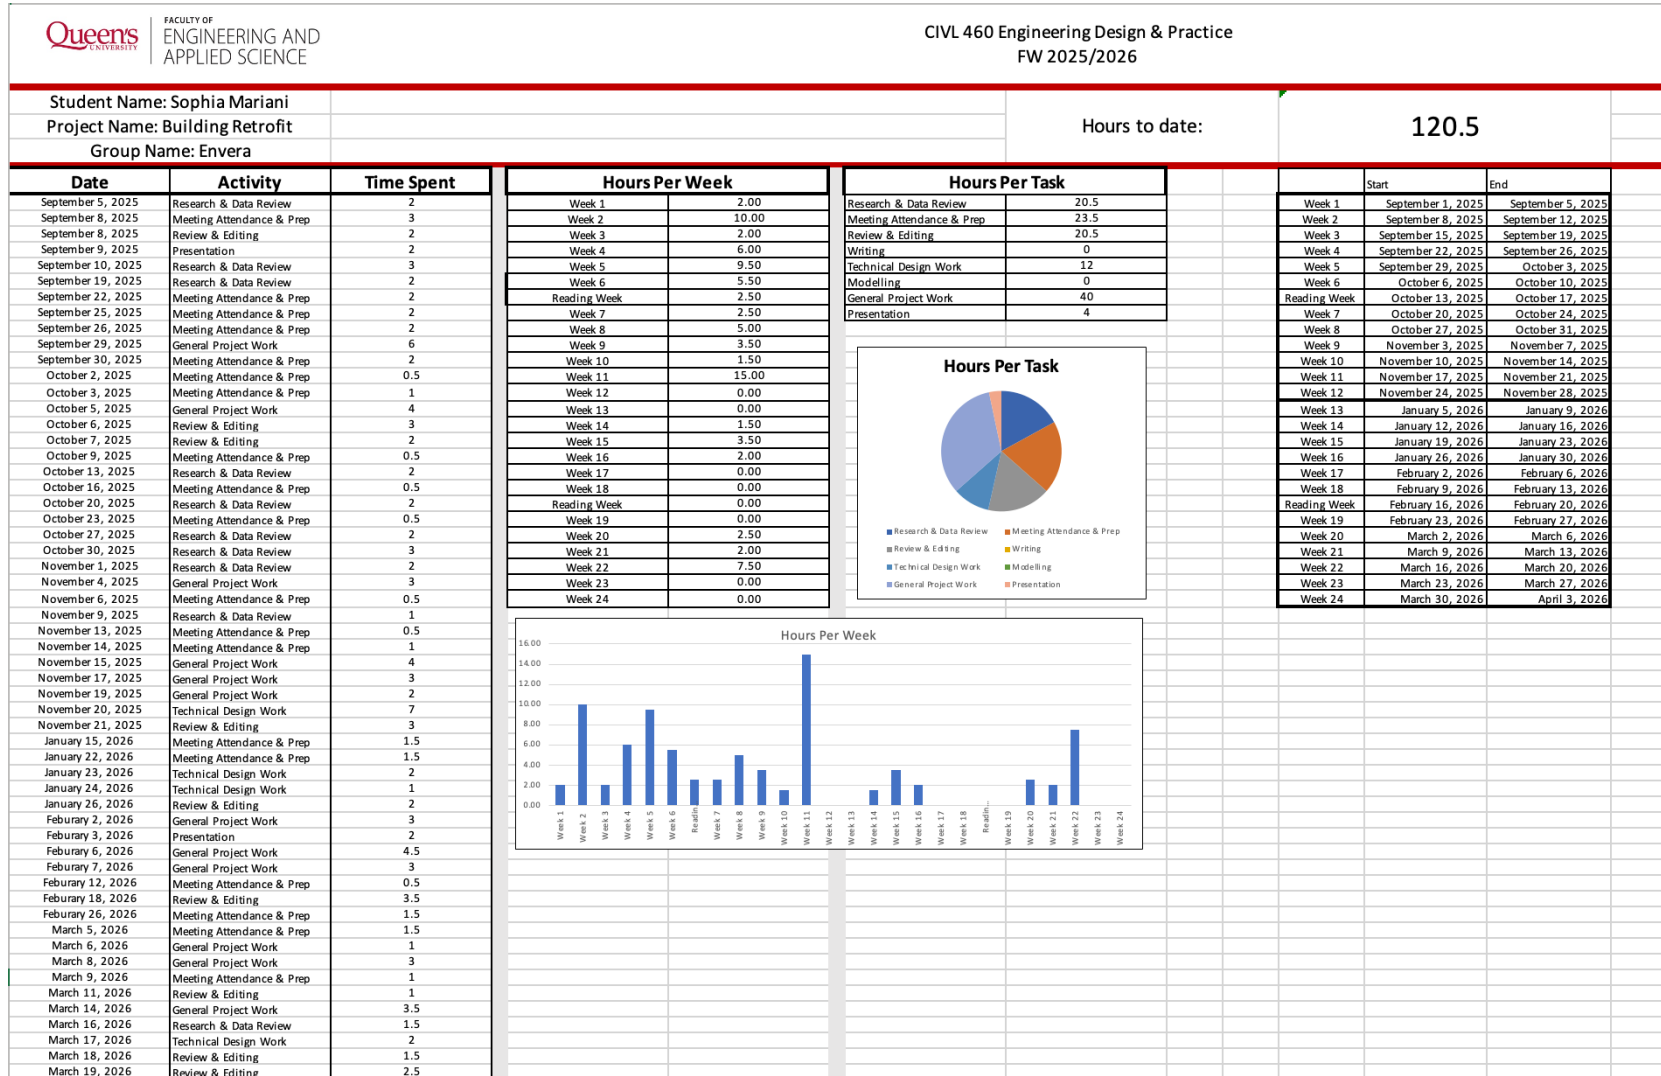 Queen's UNIVERSITY
FACULTY OF
ENGINEERING AND
APPLIED SCIENCE
CIVL 460 Engineering Design & Practice
FW 2025/2026
Student Name: Sophia Mariani
Project Name: Building Retrofit
Group Name: Envera
Hours to date: 120.5
Date Activity Time Spent
September 5, 2025 Research & Data Review 2
September 8, 2025 Meeting Attendance & Prep 3
September 8, 2025 Review & Editing 2
September 9, 2025 Presentation 2
September 10, 2025 Research & Data Review 3
September 19, 2025 Research & Data Review 2
September 22, 2025 Meeting Attendance & Prep 2
September 25, 2025 Meeting Attendance & Prep 2
September 26, 2025 Meeting Attendance & Prep 2
September 29, 2025 General Project Work 6
September 30, 2025 Meeting Attendance & Prep 2
October 2, 2025 Meeting Attendance & Prep 0.5
October 3, 2025 Meeting Attendance & Prep 1
October 5, 2025 General Project Work 4
October 6, 2025 Review & Editing 3
October 7, 2025 Review & Editing 2
October 9, 2025 Meeting Attendance & Prep 0.5
October 13, 2025 Research & Data Review 2
October 16, 2025 Meeting Attendance & Prep 0.5
October 20, 2025 Research & Data Review 2
October 23, 2025 Meeting Attendance & Prep 0.5
October 27, 2025 Research & Data Review 2
October 30, 2025 Research & Data Review 3
November 1, 2025 Research & Data Review 2
November 4, 2025 General Project Work 3
November 6, 2025 Meeting Attendance & Prep 0.5
November 9, 2025 Research & Data Review 1
November 13, 2025 Meeting Attendance & Prep 0.5
November 14, 2025 Meeting Attendance & Prep 1
November 15, 2025 General Project Work 4
November 17, 2025 General Project Work 3
November 19, 2025 General Project Work 2
November 20, 2025 Technical Design Work 7
November 21, 2025 Review & Editing 3
January 15, 2026 Meeting Attendance & Prep 1.5
January 22, 2026 Meeting Attendance & Prep 1.5
January 23, 2026 Technical Design Work 2
January 24, 2026 Technical Design Work 1
January 26, 2026 Review & Editing 2
Feburary 2, 2026 General Project Work 3
Feburary 3, 2026 Presentation 2
Feburary 6, 2026 General Project Work 4.5
Feburary 7, 2026 General Project Work 3
Feburary 12, 2026 Meeting Attendance & Prep 0.5
Feburary 18, 2026 Review & Editing 3.5
Feburary 26, 2026 Meeting Attendance & Prep 1.5
March 5, 2026 Meeting Attendance & Prep 1.5
March 6, 2026 General Project Work 1
March 8, 2026 General Project Work 3
March 9, 2026 Meeting Attendance & Prep 1
March 11, 2026 Review & Editing 1
March 14, 2026 General Project Work 3.5
March 16, 2026 Research & Data Review 1.5
March 17, 2026 Technical Design Work 2
March 18, 2026 Review & Editing 1.5
March 19, 2026 Review & Editing 2.5
Hours Per Week
Week 1 2.00
Week 2 10.00
Week 3 2.00
Week 4 6.00
Week 5 9.50
Week 6 5.50
Reading Week 2.50
Week 7 2.50
Week 8 5.00
Week 9 3.50
Week 10 1.50
Week 11 15.00
Week 12 0.00
Week 13 0.00
Week 14 1.50
Week 15 3.50
Week 16 2.00
Week 17 0.00
Week 18 0.00
Reading Week 0.00
Week 19 0.00
Week 20 2.50
Week 21 2.00
Week 22 7.50
Week 23 0.00
Week 24 0.00
Hours Per Task
Research & Data Review 20.5
Meeting Attendance & Prep 23.5
Review & Editing 20.5
Writing 0
Technical Design Work 12
Modelling 0
General Project Work 40
Presentation 4
Hours Per Task
Research & Data Review Meeting Attendance & Prep
Review & Editing Writing
Technical Design Work Modelling
General Project Work Presentation
Hours Per Week
16.00
14.00
12.00
10.00
8.00
6.00
4.00
2.00
0.00
Week 1 Week 2 Week 3 Week 4 Week 5 Week 6 Readin Week 7 Week 8 Week 9 Week 10 Week 11 Week 12 Week 13 Week 14 Week 15 Week 16 Week 17 Week 18 Readin... Week 19 Week 20 Week 21 Week 22 Week 23 Week 24
Start End
Week 1 September 1, 2025 September 5, 2025
Week 2 September 8, 2025 September 12, 2025
Week 3 September 15, 2025 September 19, 2025
Week 4 September 22, 2025 September 26, 2025
Week 5 September 29, 2025 October 3, 2025
Week 6 October 6, 2025 October 10, 2025
Reading Week October 13, 2025 October 17, 2025
Week 7 October 20, 2025 October 24, 2025
Week 8 October 27, 2025 October 31, 2025
Week 9 November 3, 2025 November 7, 2025
Week 10 November 10, 2025 November 14, 2025
Week 11 November 17, 2025 November 21, 2025
Week 12 November 24, 2025 November 28, 2025
Week 13 January 5, 2026 January 9, 2026
Week 14 January 12, 2026 January 16, 2026
Week 15 January 19, 2026 January 23, 2026
Week 16 January 26, 2026 January 30, 2026
Week 17 February 2, 2026 February 6, 2026
Week 18 February 9, 2026 February 13, 2026
Reading Week February 16, 2026 February 20, 2026
Week 19 February 23, 2026 February 27, 2026
Week 20 March 2, 2026 March 6, 2026
Week 21 March 9, 2026 March 13, 2026
Week 22 March 16, 2026 March 20, 2026
Week 23 March 23, 2026 March 27, 2026
Week 24 March 30, 2026 April 3, 2026